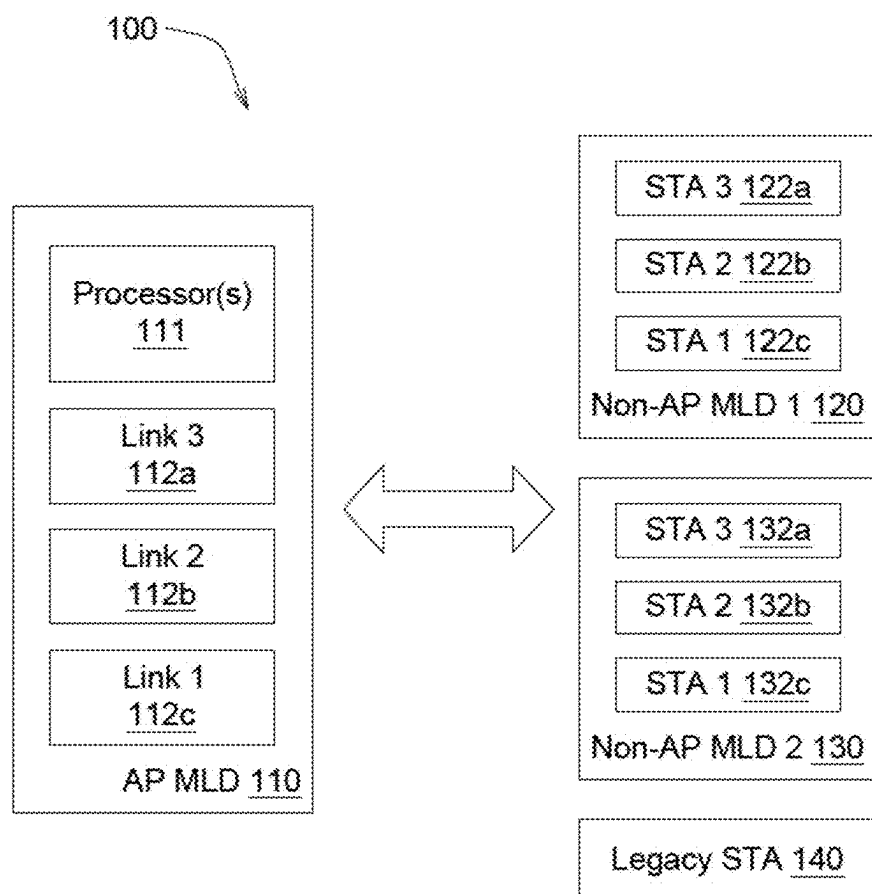 100
Processor(s)
111
Link 3
112a
Link 2
112b
Link 1
112c
AP MLD 110
STA 3 122a
STA 2 122b
STA 1 122c
Non-AP MLD 1 120
STA 3 132a
STA 2 132b
STA 1 132c
Non-AP MLD 2 130
Legacy STA 140